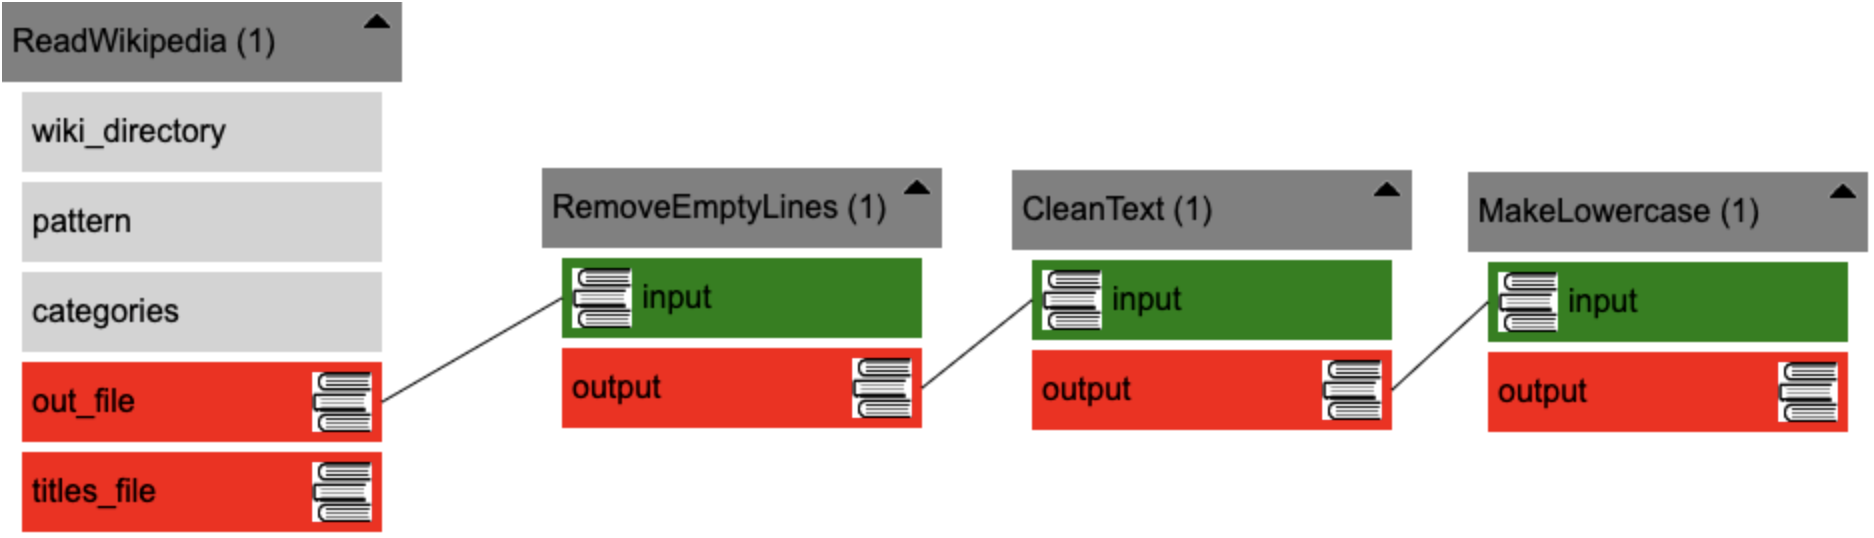 ReadWikipedia (1)
wiki_directory
pattern
categories
out_file
titles_file
RemoveEmptyLines (1)
input
output
CleanText (1)
input
output
MakeLowercase (1)
input
output